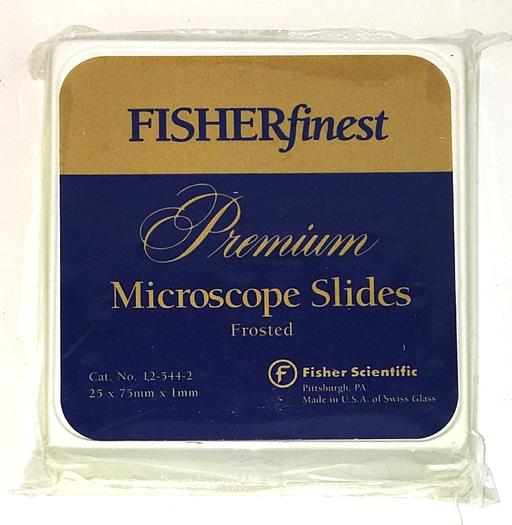 FISHERfinest
Premium
Microscope Slides
Frosted
Cat. No. 12-544-2
25 x 75mm x 1mm
F Fisher Scientific
Pittsburgh, PA
Made in U.S.A. of Swiss Glass